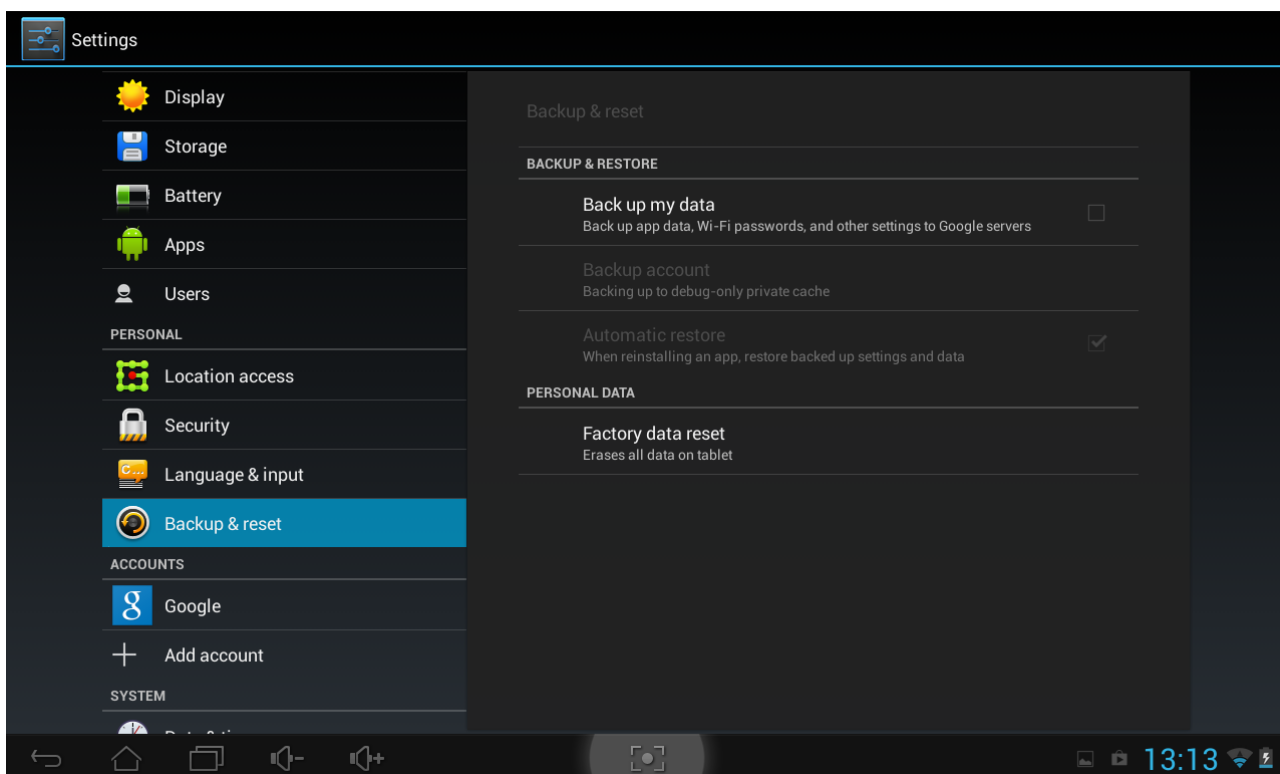 Settings
Display
Storage
Battery
Apps
Users
PERSONAL
Location access
Security
Language & input
Backup & reset
ACCOUNTS
Google
Add account
SYSTEM
Backup & reset
BACKUP & RESTORE
Back up my data
Back up app data, Wi-Fi passwords, and other settings to Google servers
Backup account
Backing up to debug-only private cache
Automatic restore
When reinstalling an app, restore backed up settings and data
PERSONAL DATA
Factory data reset
Erases all data on tablet
13:13